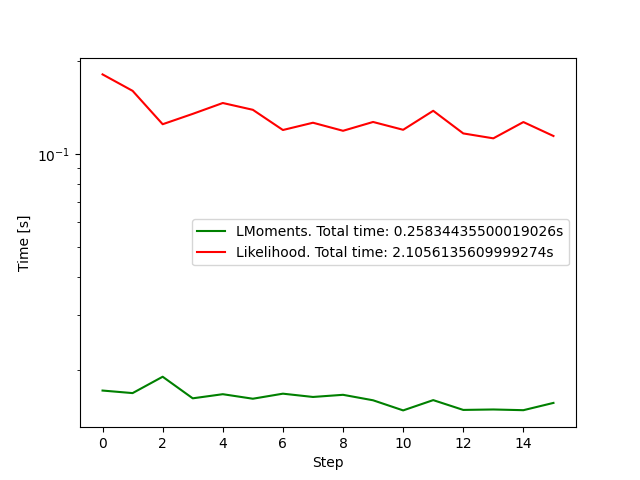 Time [s]
10⁻¹
LMoments. Total time: 0.25834435500019026s
Likelihood. Total time: 2.1056135609999274s
0 2 4 6 8 10 12 14
Step